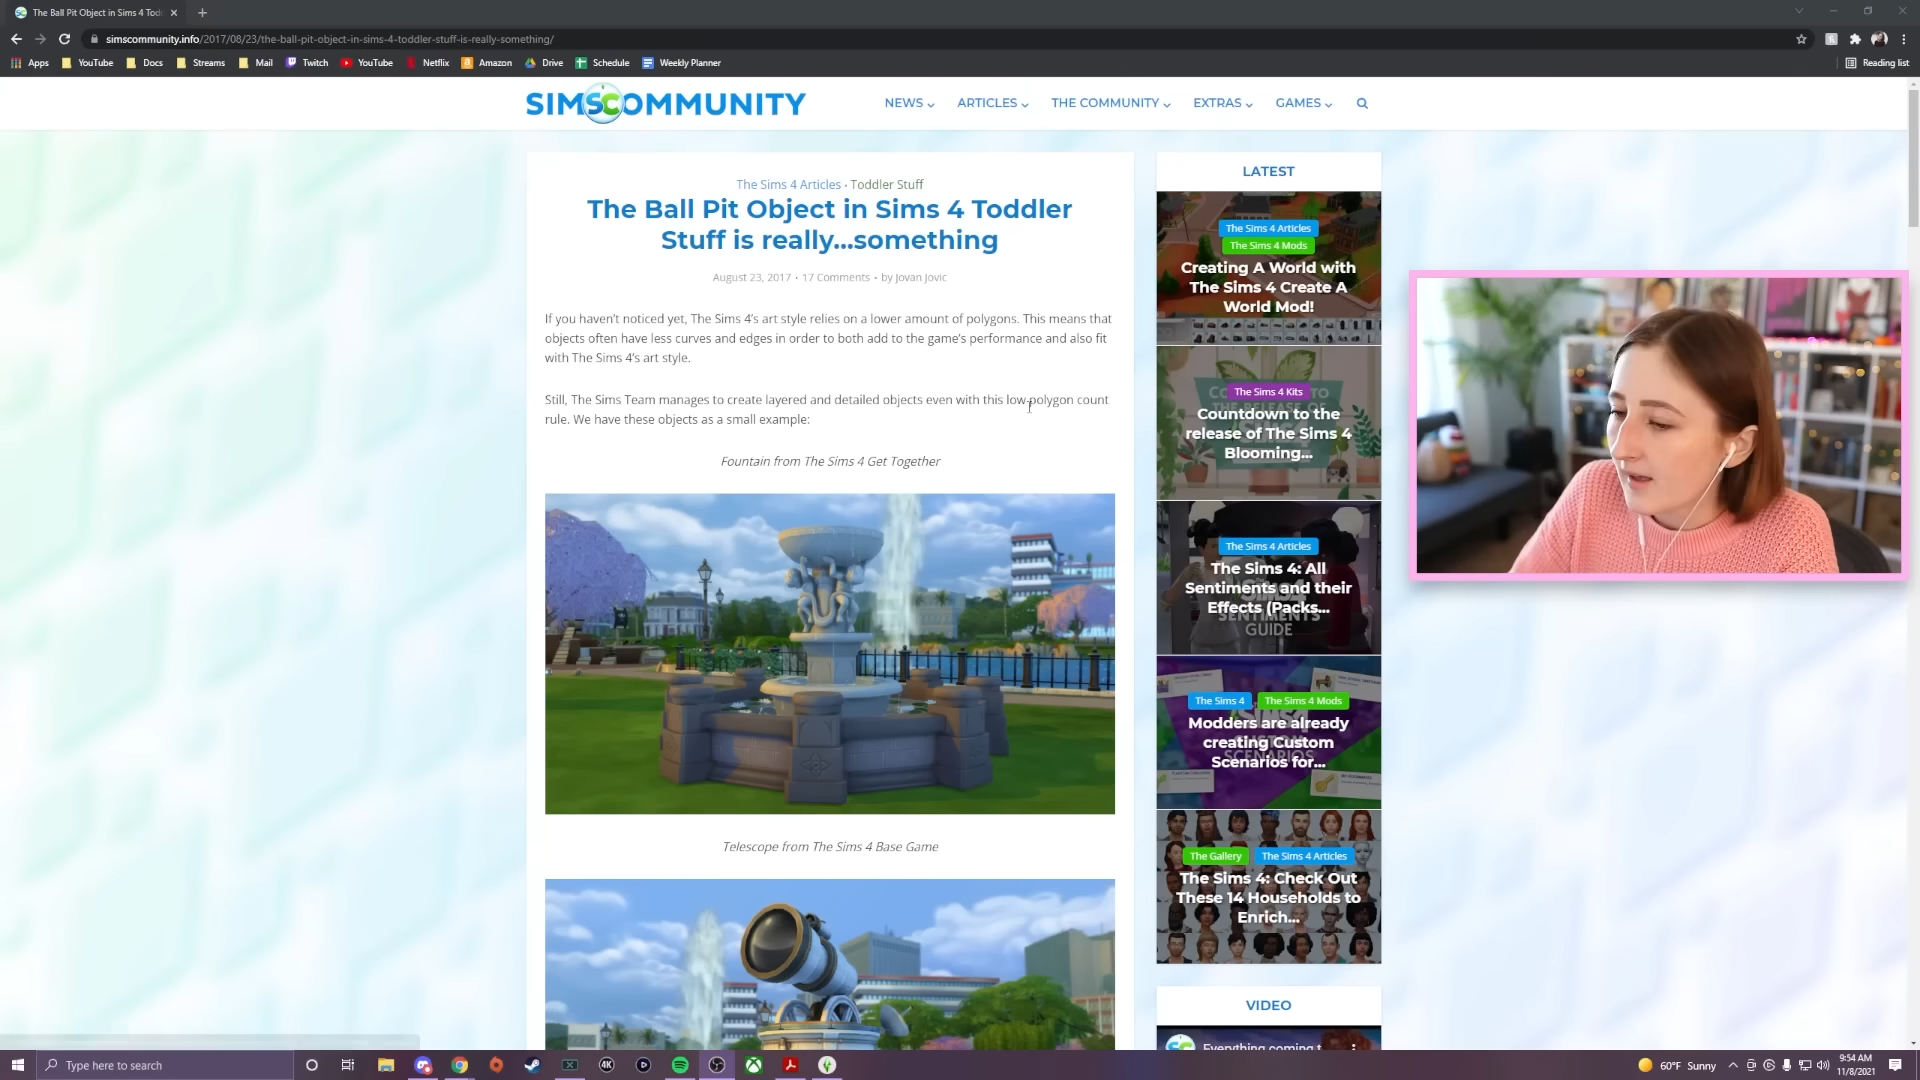 The Ball Pit Object in Sims 4 Tod
simscommunity.info/2017/08/23/the-ball-pit-object-in-sims-4-toddler-stuff-is-really-something/
Apps YouTube Docs Streams Mail Twitch YouTube Netflix Amazon Drive Schedule Weekly Planner Reading list
SIMSCOMMUNITY
NEWS ARTICLES THE COMMUNITY EXTRAS GAMES
The Sims 4 Articles • Toddler Stuff
The Ball Pit Object in Sims 4 Toddler
Stuff is really...something
August 23, 2017 • 17 Comments • by Jovan Jovic
If you haven't noticed yet, The Sims 4's art style relies on a lower amount of polygons. This means that
objects often have less curves and edges in order to both add to the game's performance and also fit
with The Sims 4's art style.
Still, The Sims Team manages to create layered and detailed objects even with this low-polygon count
rule. We have these objects as a small example:
Fountain from The Sims 4 Get Together
Telescope from The Sims 4 Base Game
LATEST
The Sims 4 Articles
The Sims 4 Mods
Creating A World with
The Sims 4 Create A
World Mod!
The Sims 4 Kits
Countdown to the
release of The Sims 4
Blooming...
The Sims 4 Articles
The Sims 4: All
Sentiments and their
Effects (Packs...
SENTIMENTS
GUIDE
The Sims 4 The Sims 4 Mods
Modders are already
creating Custom
Scenarios for...
The Gallery The Sims 4 Articles
The Sims 4: Check Out
These 14 Households to
Enrich...
VIDEO
Everything coming t
Type here to search
4K
60°F Sunny
9:54 AM
11/8/2021